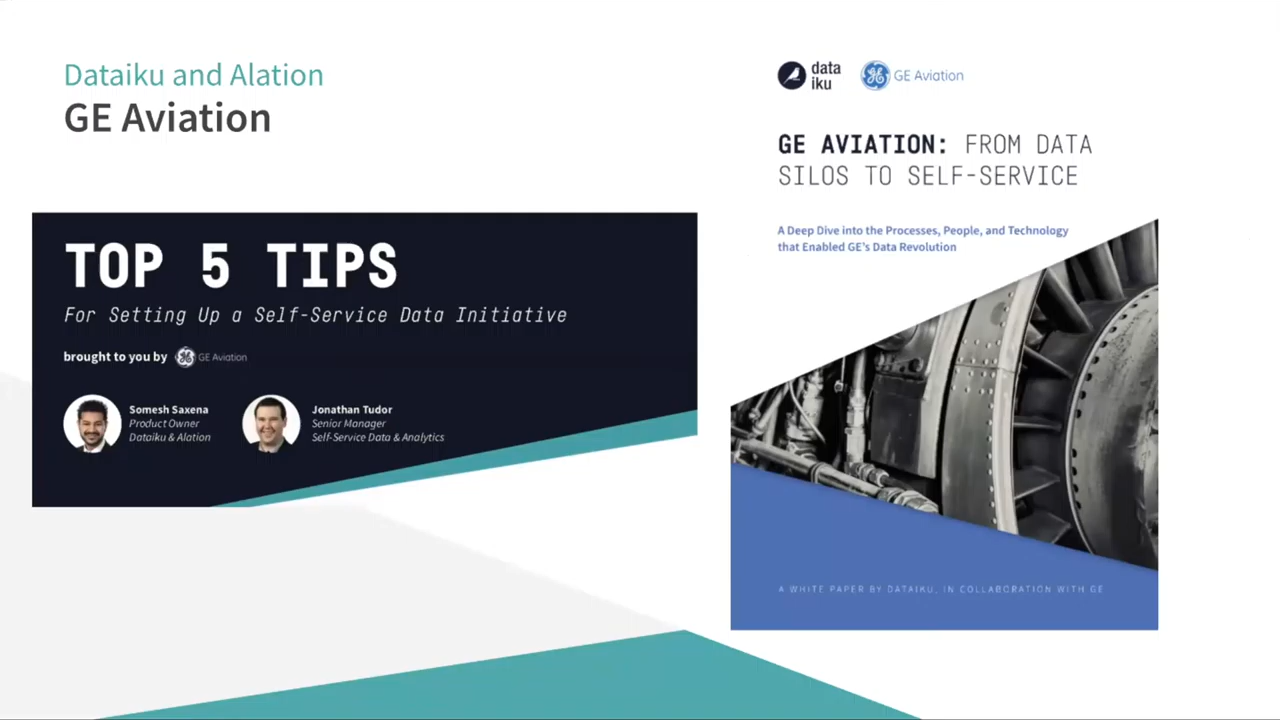 Dataiku and Alation
GE Aviation
TOP 5 TIPS
For Setting Up a Self-Service Data Initiative
brought to you by GE GE Aviation
Somesh Saxena
Product Owner
Dataiku & Alation
Jonathan Tudor
Senior Manager
Self-Service Data & Analytics
data
iku
GE GE Aviation
GE AVIATION: FROM DATA
SILOS TO SELF-SERVICE
A Deep Dive into the Processes, People, and Technology
that Enabled GE's Data Revolution
A WHITE PAPER BY DATAIKU, IN COLLABORATION WITH GE